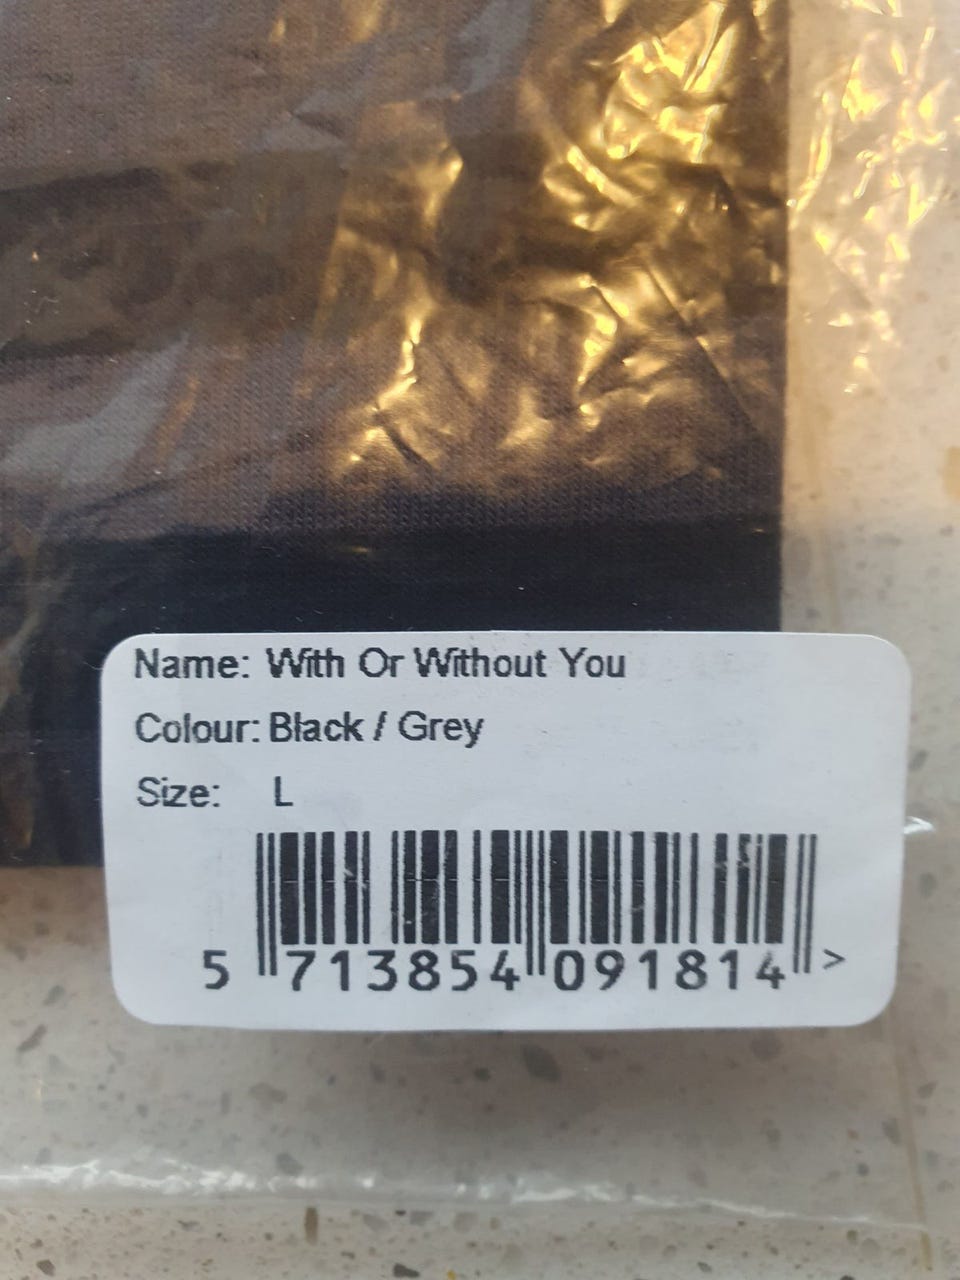 Name: With Or Without You
Colour: Black / Grey
Size: L
5 713854 091814 >